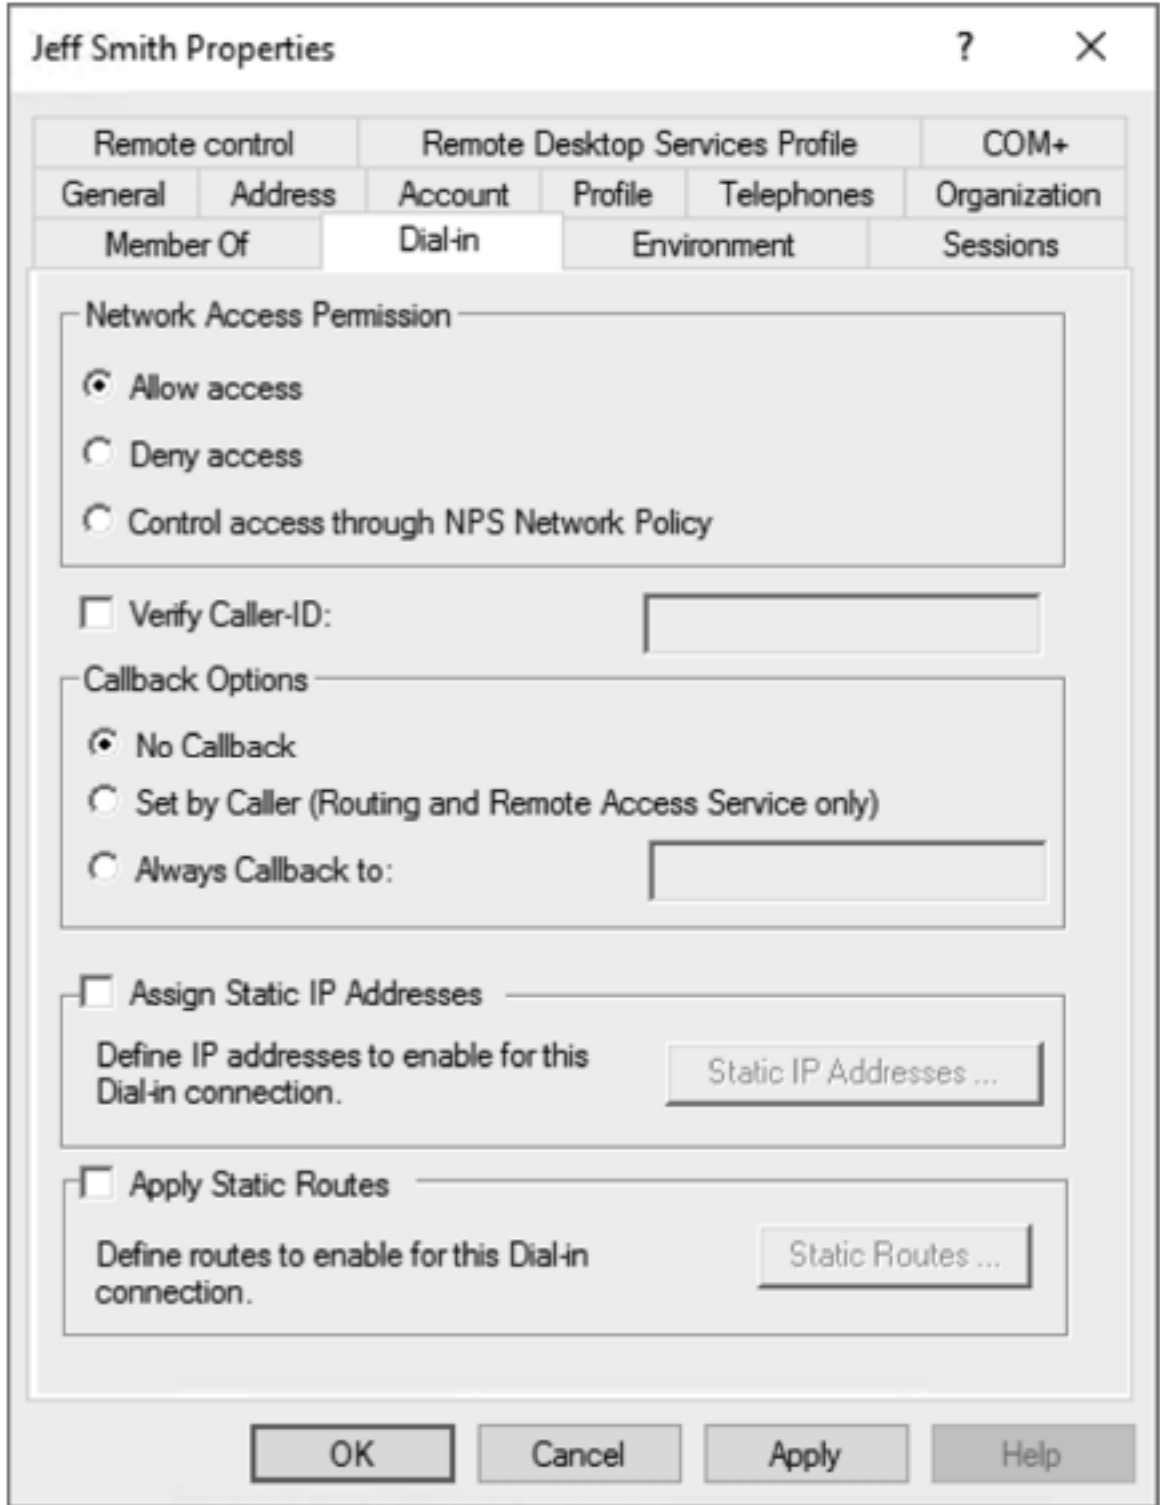 Jeff Smith Properties ?
Remote control Remote Desktop Services Profile COM+
General Address Account Profile Telephones Organization
Member Of Dial-in Environment Sessions
Network Access Permission
Allow access
Deny access
Control access through NPS Network Policy
Verify Caller-ID:
Callback Options
No Callback
Set by Caller (Routing and Remote Access Service only)
Always Callback to:
Assign Static IP Addresses
Define IP addresses to enable for this
Dial-in connection.
Static IP Addresses ...
Apply Static Routes
Define routes to enable for this Dial-in
connection.
Static Routes ...
OK Cancel Apply Help